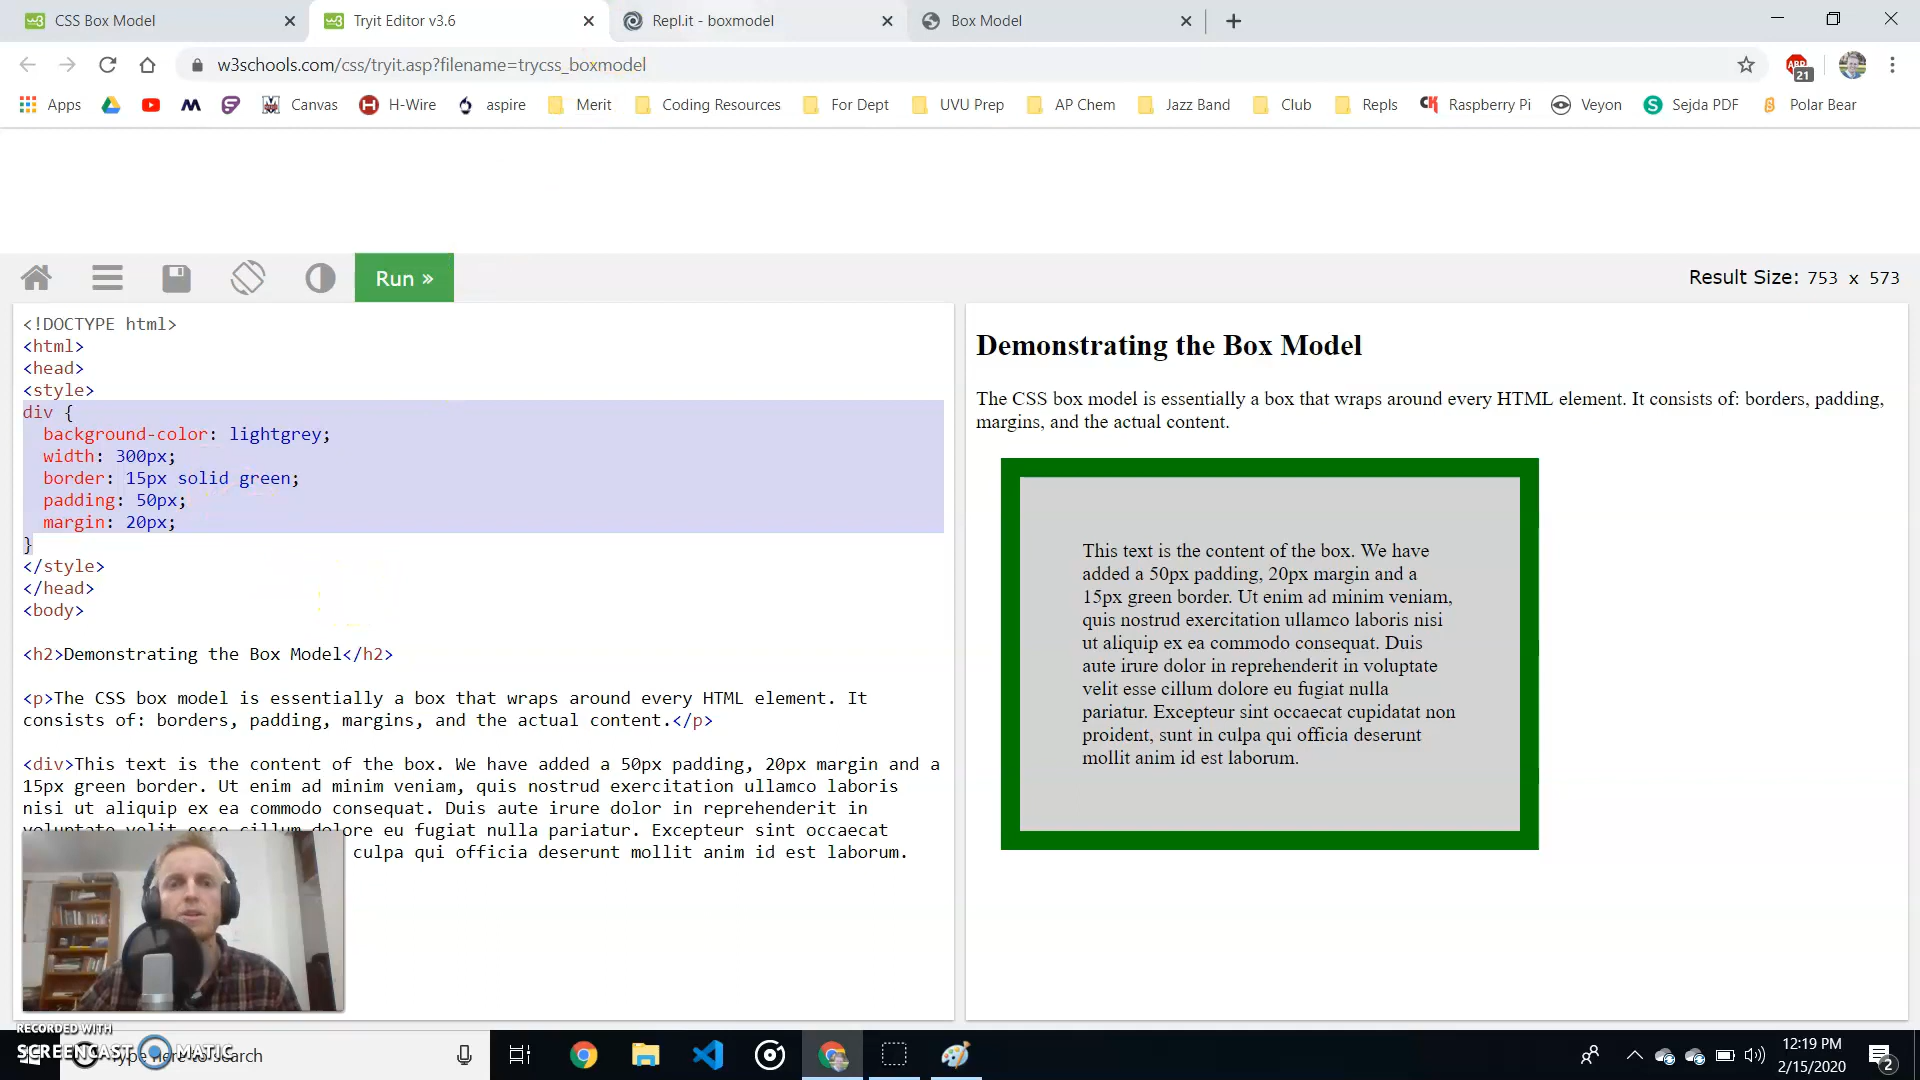 CSS Box Model
Tryit Editor v3.6
Repl.it - boxmodel
Box Model
w3schools.com/css/tryit.asp?filename=trycss_boxmodel
ABP
21
Apps
Canvas
H-Wire
aspire
Merit
Coding Resources
For Dept
UVU Prep
AP Chem
Jazz Band
Club
Repls
Raspberry Pi
Veyon
Sejda PDF
Polar Bear
Run »
Result Size: 753 x 573
<!DOCTYPE html>
<html>
<head>
<style>
div {
  background-color: lightgrey;
  width: 300px;
  border: 15px solid green;
  padding: 50px;
  margin: 20px;
}
</style>
</head>
<body>
<h2>Demonstrating the Box Model</h2>
<p>The CSS box model is essentially a box that wraps around every HTML element. It
consists of: borders, padding, margins, and the actual content.</p>
<div>This text is the content of the box. We have added a 50px padding, 20px margin and a
15px green border. Ut enim ad minim veniam, quis nostrud exercitation ullamco laboris
nisi ut aliquip ex ea commodo consequat. Duis aute irure dolor in reprehenderit in
voluptate velit esse cillum dolore eu fugiat nulla pariatur. Excepteur sint occaecat
culpa qui officia deserunt mollit anim id est laborum.
Demonstrating the Box Model
The CSS box model is essentially a box that wraps around every HTML element. It consists of: borders, padding,
margins, and the actual content.
This text is the content of the box. We have
added a 50px padding, 20px margin and a
15px green border. Ut enim ad minim veniam,
quis nostrud exercitation ullamco laboris nisi
ut aliquip ex ea commodo consequat. Duis
aute irure dolor in reprehenderit in voluptate
velit esse cillum dolore eu fugiat nulla
pariatur. Excepteur sint occaecat cupidatat non
proident, sunt in culpa qui officia deserunt
mollit anim id est laborum.
RECORDED WITH
SCREENCAST MATIC
Type here to search
12:19 PM
2/15/2020
2